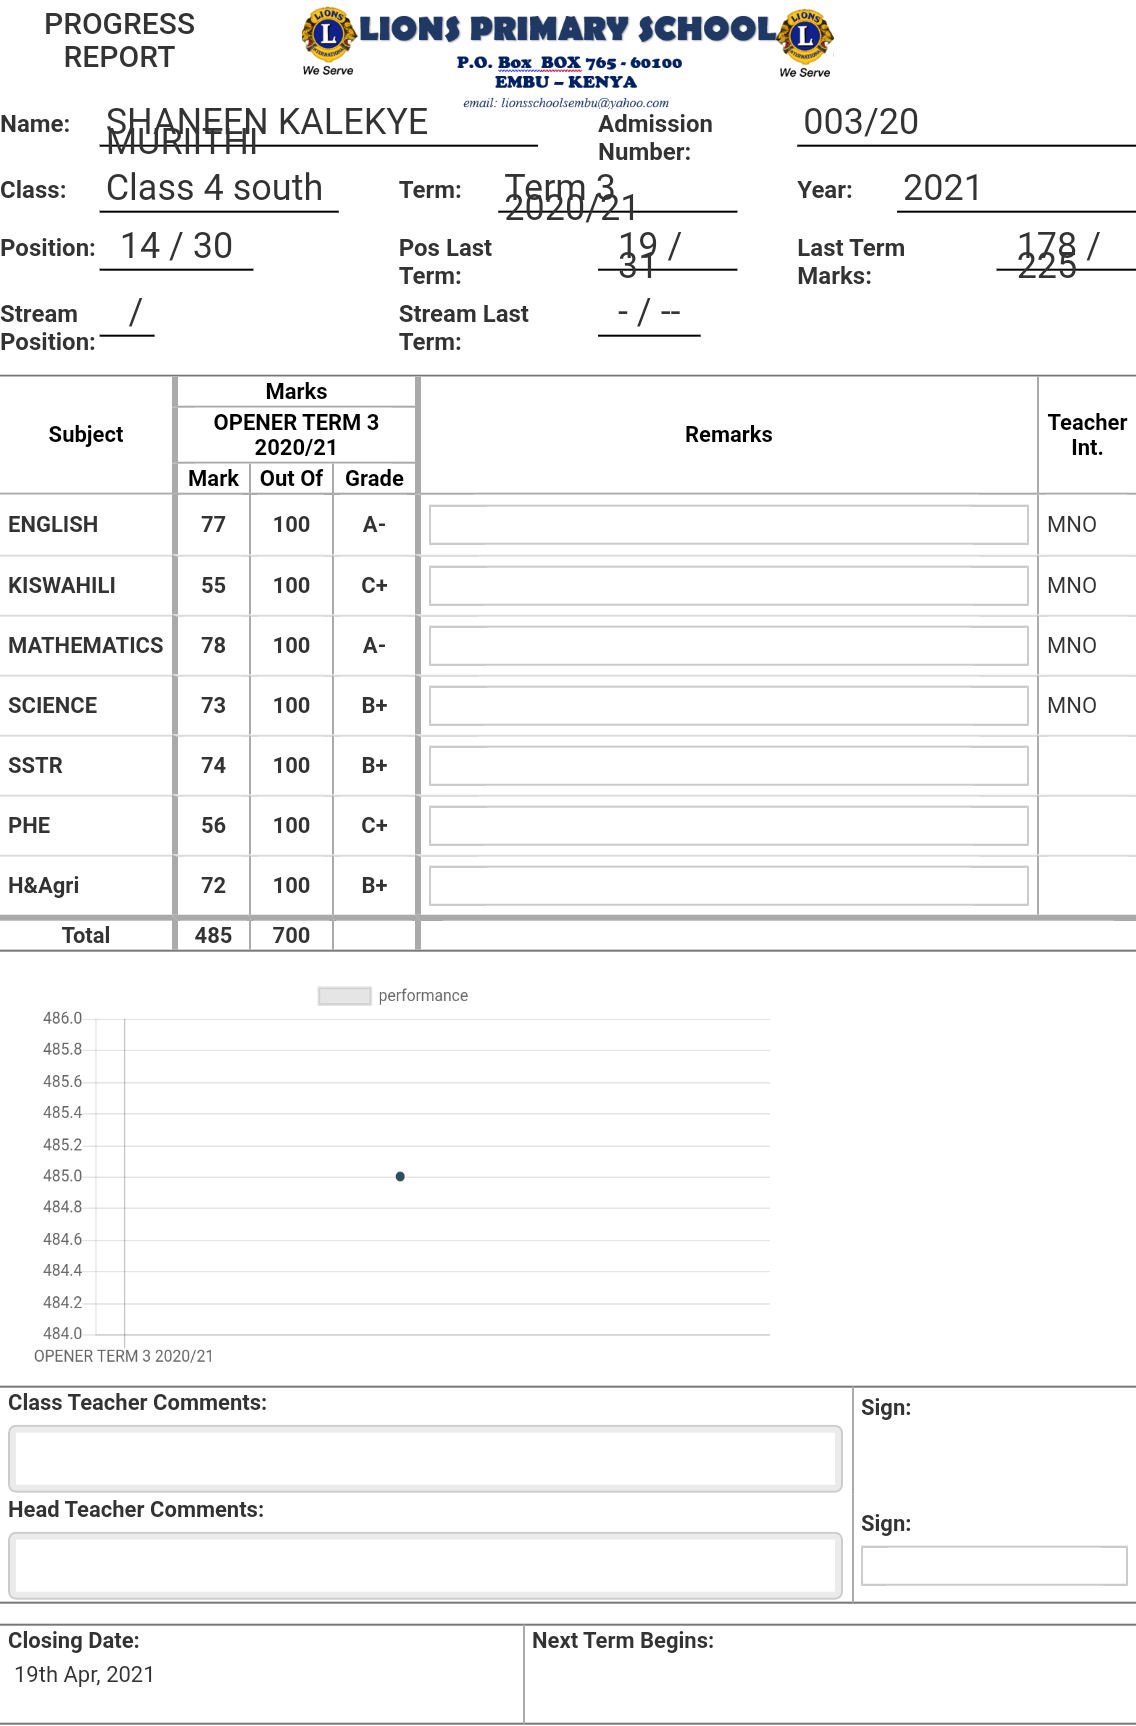 PROGRESS
REPORT
LIONS PRIMARY SCHOOL
P.O. Box BOX 765 - 60100
EMBU – KENYA
email: lionsschoolsembu@yahoo.com
L
INTERNATIONAL
We Serve
L
INTERNATIONAL
We Serve
Name: SHANEEN KALEKYE
MURIITHI
Admission
Number:
003/20
Class: Class 4 south
Term: Term 3
2020/21
Year: 2021
Position: 14 / 30
Pos Last
Term:
19 /
31
Last Term
Marks:
178 /
225
Stream
Position:
/
Stream Last
Term:
- / --
Subject
Marks
OPENER TERM 3
2020/21
Mark Out Of Grade
Remarks
Teacher
Int.
ENGLISH 77 100 A- MNO
KISWAHILI 55 100 C+ MNO
MATHEMATICS 78 100 A- MNO
SCIENCE 73 100 B+ MNO
SSTR 74 100 B+
PHE 56 100 C+
H&Agri 72 100 B+
Total 485 700
performance
486.0
485.8
485.6
485.4
485.2
485.0
484.8
484.6
484.4
484.2
484.0
OPENER TERM 3 2020/21
Class Teacher Comments:
Sign:
Head Teacher Comments:
Sign:
Closing Date:
19th Apr, 2021
Next Term Begins: